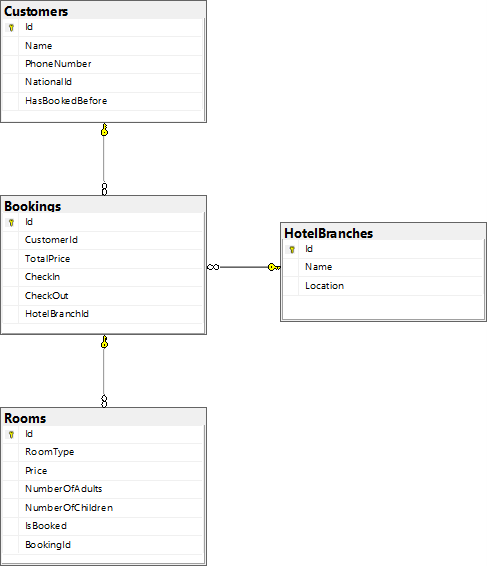 Customers
Id
Name
PhoneNumber
NationalId
HasBookedBefore
Bookings
Id
CustomerId
TotalPrice
CheckIn
CheckOut
HotelBranchId
HotelBranches
Id
Name
Location
Rooms
Id
RoomType
Price
NumberOfAdults
NumberOfChildren
IsBooked
BookingId